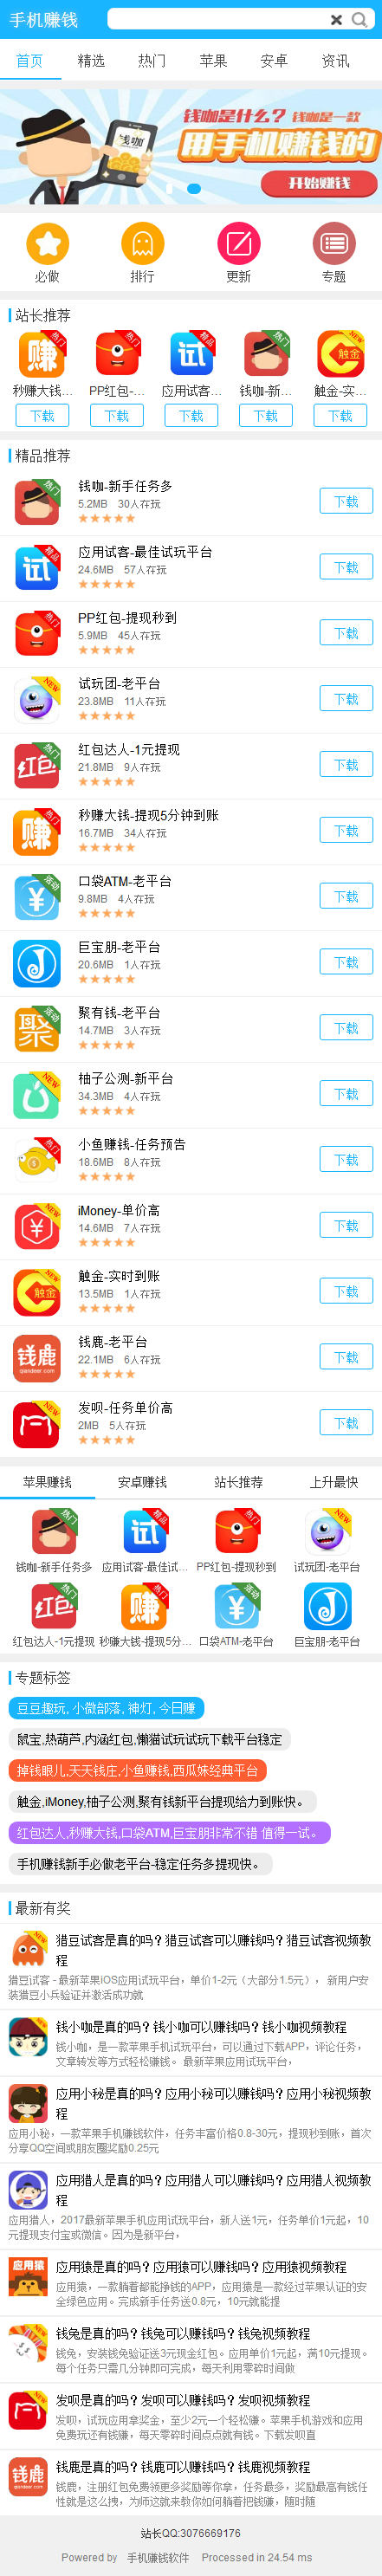 手机赚钱
首页 精选 热门 苹果 安卓 资讯
钱咖是什么？钱咖是一款
用手机赚钱的
开始赚钱
钱咖
必做 排行 更新 专题
站长推荐
秒赚大钱... PP红包-... 应用试客... 钱咖-新... 触金-实...
下载 下载 下载 下载 下载
精品推荐
钱咖-新手任务多
5.2MB 30人在玩
下载
应用试客-最佳试玩平台
24.6MB 57人在玩
下载
PP红包-提现秒到
5.9MB 45人在玩
下载
试玩团-老平台
23.8MB 11人在玩
下载
红包达人-1元提现
21.8MB 9人在玩
下载
秒赚大钱-提现5分钟到账
16.7MB 34人在玩
下载
口袋ATM-老平台
9.8MB 4人在玩
下载
巨宝朋-老平台
20.6MB 1人在玩
下载
聚有钱-老平台
14.7MB 3人在玩
下载
柚子公测-新平台
34.3MB 4人在玩
下载
小鱼赚钱-任务预告
18.6MB 8人在玩
下载
iMoney-单价高
14.6MB 7人在玩
下载
触金-实时到账
13.5MB 1人在玩
下载
钱鹿-老平台
22.1MB 6人在玩
下载
发呗-任务单价高
2MB 5人在玩
下载
苹果赚钱 安卓赚钱 站长推荐 上升最快
钱咖-新手任务多 应用试客-最佳试... PP红包-提现秒到 试玩团-老平台
红包达人-1元提现 秒赚大钱-提现5分... 口袋ATM-老平台 巨宝朋-老平台
专题标签
豆豆趣玩, 小微部落, 神灯, 今日赚
鼠宝,热葫芦,内涵红包,懒猫试玩试玩下载平台稳定
掉钱眼儿,天天钱庄,小鱼赚钱,西瓜妹经典平台
触金,iMoney,柚子公测,聚有钱新平台提现给力到账快。
红包达人,秒赚大钱,口袋ATM,巨宝朋非常不错 值得一试。
手机赚钱新手必做老平台-稳定任务多提现快。
最新有奖
猎豆试客是真的吗？猎豆试客可以赚钱吗？猎豆试客视频教
程
猎豆试客 - 最新苹果iOS应用试玩平台，单价1-2元（大部分1.5元），新用户安
装猎豆小兵验证并激活成功就
钱小咖是真的吗？钱小咖可以赚钱吗？钱小咖视频教程
钱小咖，是一款苹果手机试玩平台，可以通过下载APP，评论任务，
文章转发等方式轻松赚钱。 最新苹果应用试玩平台，
应用小秘是真的吗？应用小秘可以赚钱吗？应用小秘视频教
程
应用小秘，一款苹果手机赚钱软件，任务丰富价格0.8-30元，提现秒到账，首次
分享QQ空间或朋友圈奖励0.25元
应用猎人是真的吗？应用猎人可以赚钱吗？应用猎人视频教
程
应用猎人，2017最新苹果手机应用试玩平台，新人送1元，任务单价1元起，10
元提现支付宝或微信。因为是新平台，
应用猿是真的吗？应用猿可以赚钱吗？应用猿视频教程
应用猿，一款躺着都能挣钱的APP，应用猿是一款经过苹果认证的安
全绿色应用。完成新手任务送0.8元，10元就能提
钱兔是真的吗？钱兔可以赚钱吗？钱兔视频教程
钱兔，安装钱兔验证送3元现金红包。应用单价1元起，满10元提现。
每个任务只需几分钟即可完成，每天利用零碎时间做
发呗是真的吗？发呗可以赚钱吗？发呗视频教程
发呗，试玩应用拿奖金，至少2元一个轻松赚。苹果手机游戏和应用
免费玩还有钱赚，每天零碎时间点点就有钱。下载发呗直
钱鹿是真的吗？钱鹿可以赚钱吗？钱鹿视频教程
钱鹿，注册红包免费领更多奖励等你拿，任务最多，奖励最高有钱任
性就是这么拽，为师这就来教你如何躺着把钱赚，随时随
站长QQ:3076669176
Powered by 手机赚钱软件 Processed in 24.54 ms